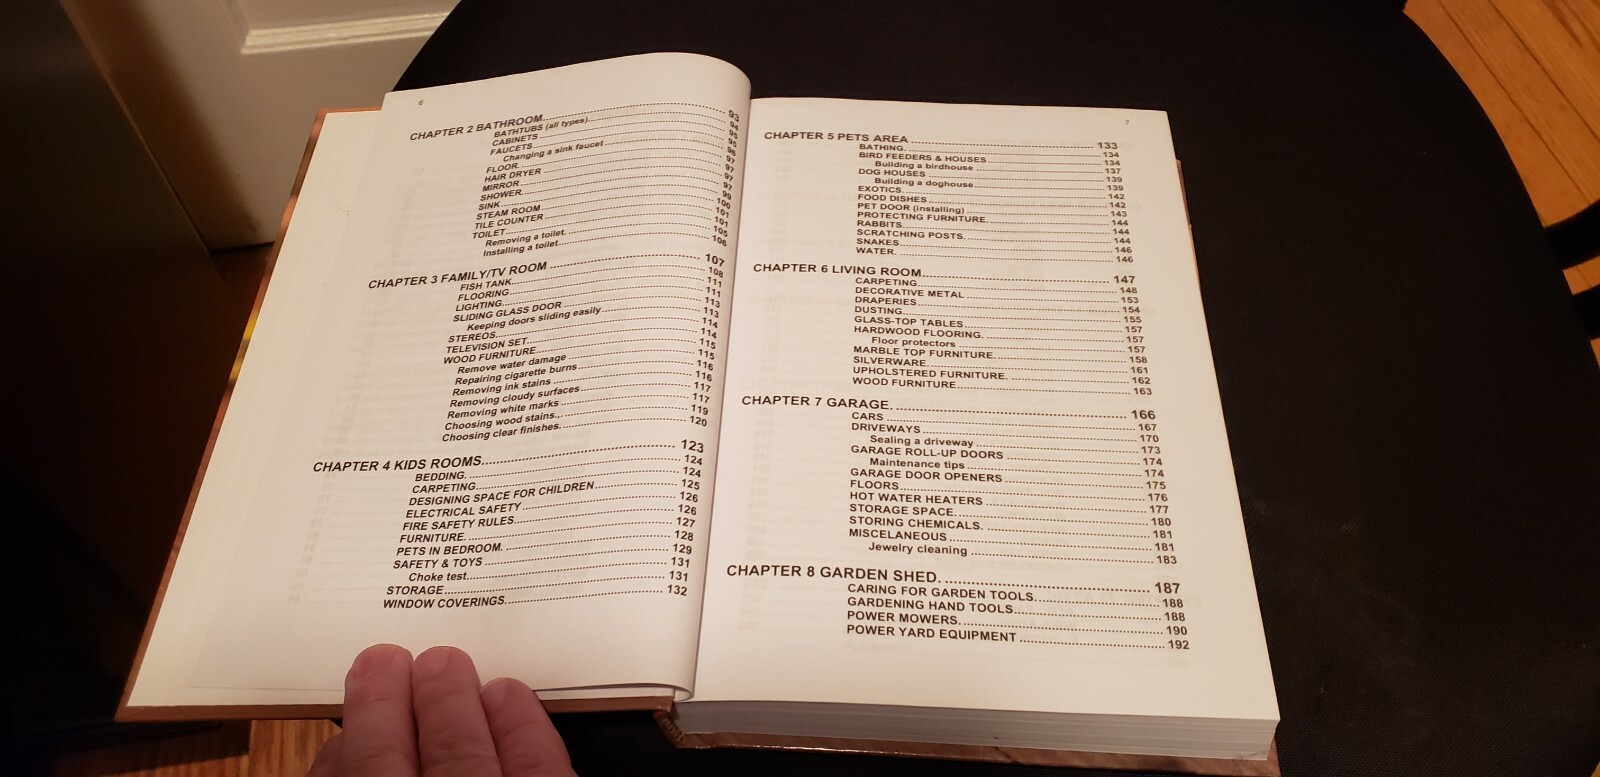 6
CHAPTER 2 BATHROOM 93
BATHTUBS (all types) 94
CABINETS 95
FAUCETS 95
Changing a sink faucet 96
FLOOR 97
HAIR DRYER 97
MIRROR 97
SHOWER 97
SINK 99
STEAM ROOM 100
TILE COUNTER 101
TOILET 101
Removing a toilet 105
Installing a toilet 106
CHAPTER 3 FAMILY/TV ROOM 107
FISH TANK 108
FLOORING 111
LIGHTING 111
SLIDING GLASS DOOR 113
Keeping doors sliding easily 113
STEREOS 114
TELEVISION SET 114
WOOD FURNITURE 115
Remove water damage 115
Repairing cigarette burns 116
Removing ink stains 116
Removing cloudy surfaces 117
Removing white marks 117
Choosing wood stains 119
Choosing clear finishes 120
CHAPTER 4 KIDS ROOMS 123
BEDDING 124
CARPETING 124
DESIGNING SPACE FOR CHILDREN 125
ELECTRICAL SAFETY 126
FIRE SAFETY RULES 126
FURNITURE 127
PETS IN BEDROOM 128
SAFETY & TOYS 129
Choke test 131
STORAGE 131
WINDOW COVERINGS 132
7
CHAPTER 5 PETS AREA 133
BATHING 134
BIRD FEEDERS & HOUSES 134
Building a birdhouse 137
DOG HOUSES 139
Building a doghouse 139
EXOTICS 142
FOOD DISHES 142
PET DOOR (installing) 143
PROTECTING FURNITURE 144
RABBITS 144
SCRATCHING POSTS 144
SNAKES 146
WATER 146
CHAPTER 6 LIVING ROOM 147
CARPETING 148
DECORATIVE METAL 153
DRAPERIES 154
DUSTING 155
GLASS-TOP TABLES 157
HARDWOOD FLOORING 157
Floor protectors 157
MARBLE TOP FURNITURE 158
SILVERWARE 161
UPHOLSTERED FURNITURE 162
WOOD FURNITURE 163
CHAPTER 7 GARAGE 166
CARS 167
DRIVEWAYS 170
Sealing a driveway 173
GARAGE ROLL-UP DOORS 174
Maintenance tips 174
GARAGE DOOR OPENERS 175
FLOORS 176
HOT WATER HEATERS 177
STORAGE SPACE 180
STORING CHEMICALS 181
MISCELLANEOUS 181
Jewelry cleaning 183
CHAPTER 8 GARDEN SHED 187
CARING FOR GARDEN TOOLS 188
GARDENING HAND TOOLS 188
POWER MOWERS 190
POWER YARD EQUIPMENT 192